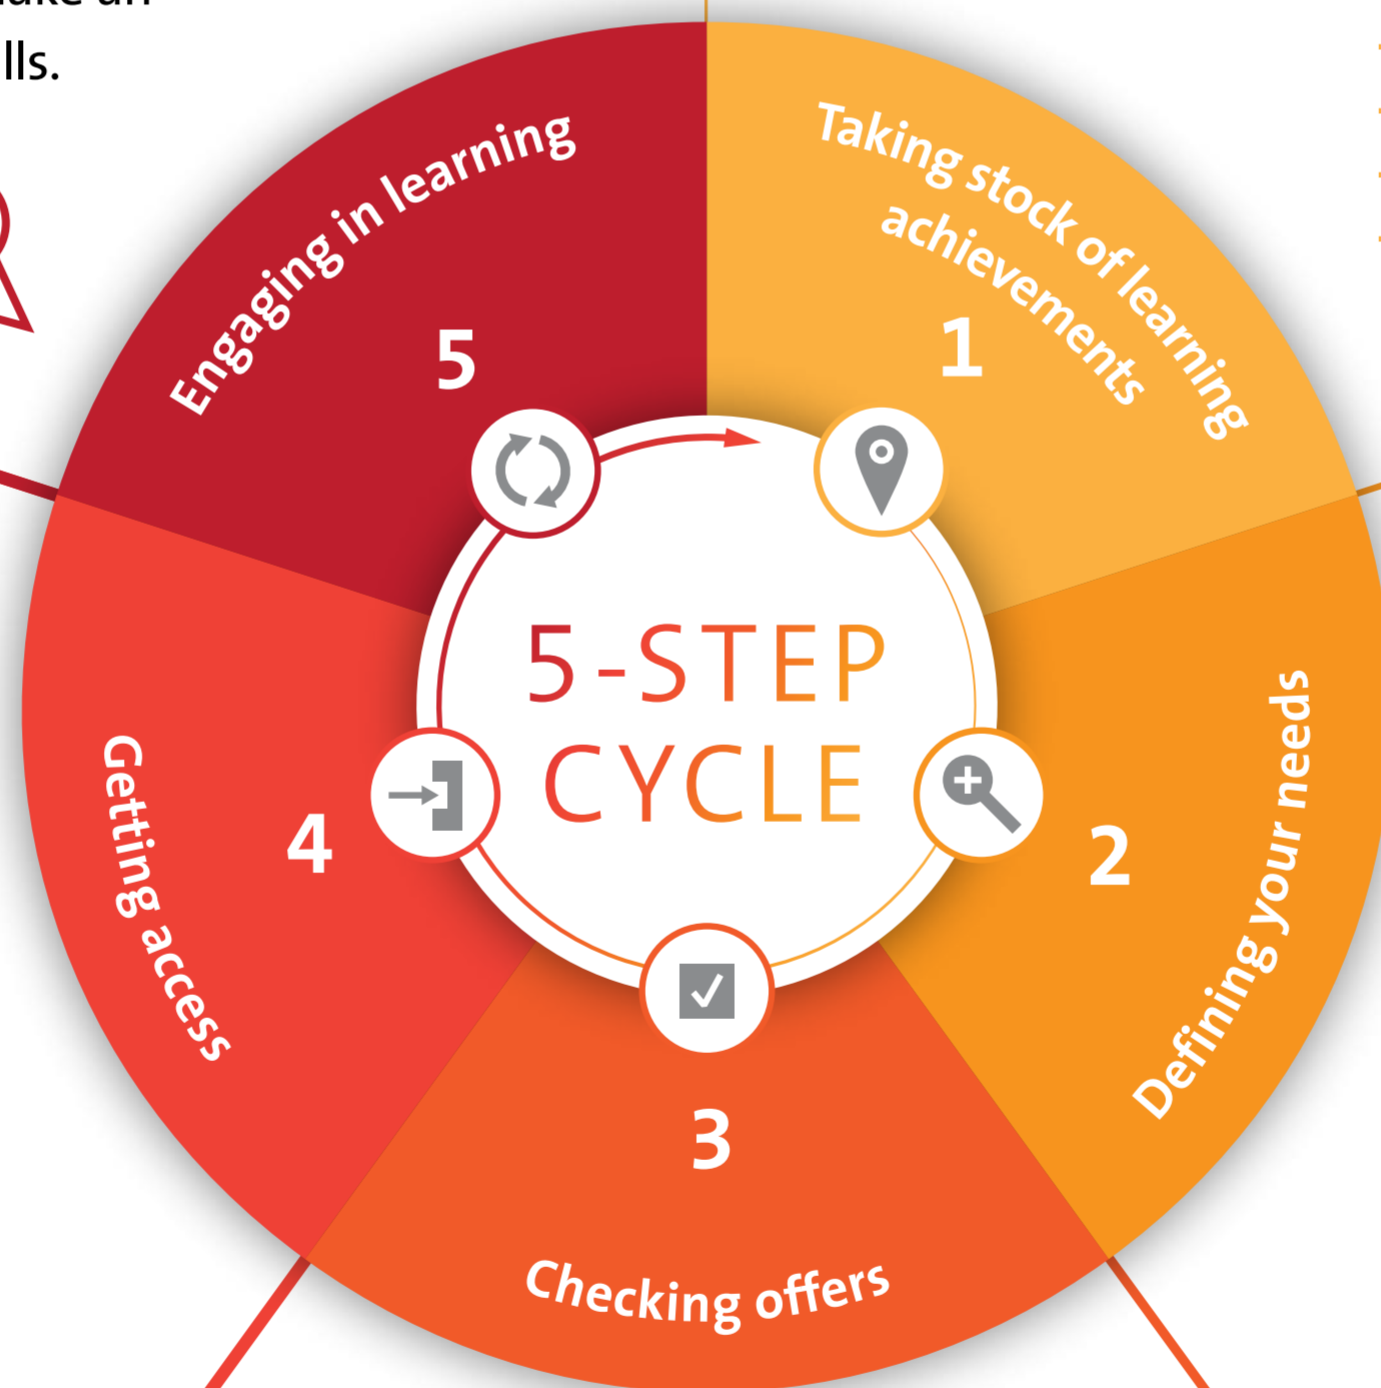 lls.
5-STEP
CYCLE
Taking stock of learning
achievements
1
Defining your needs
2
3
Checking offers
Getting access
4
Engaging in learning
5